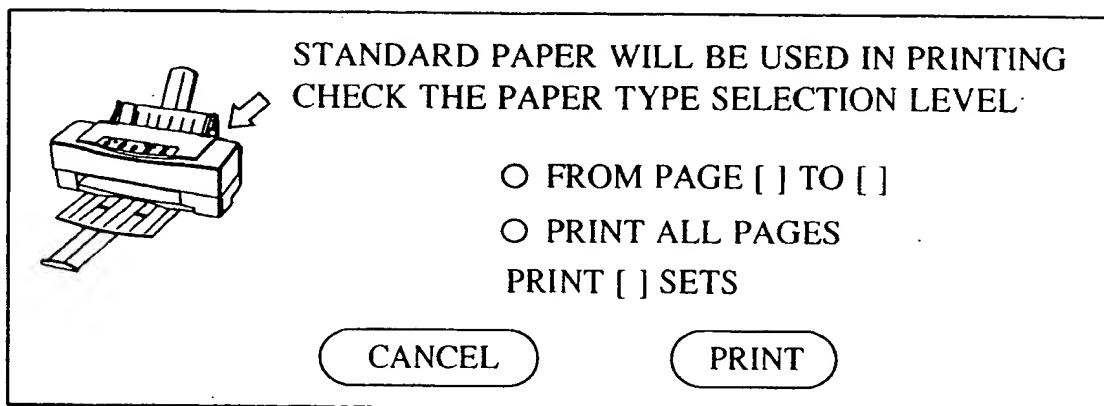 STANDARD PAPER WILL BE USED IN PRINTING
CHECK THE PAPER TYPE SELECTION LEVEL
○ FROM PAGE [ ] TO [ ]
○ PRINT ALL PAGES
PRINT [ ] SETS
CANCEL
PRINT